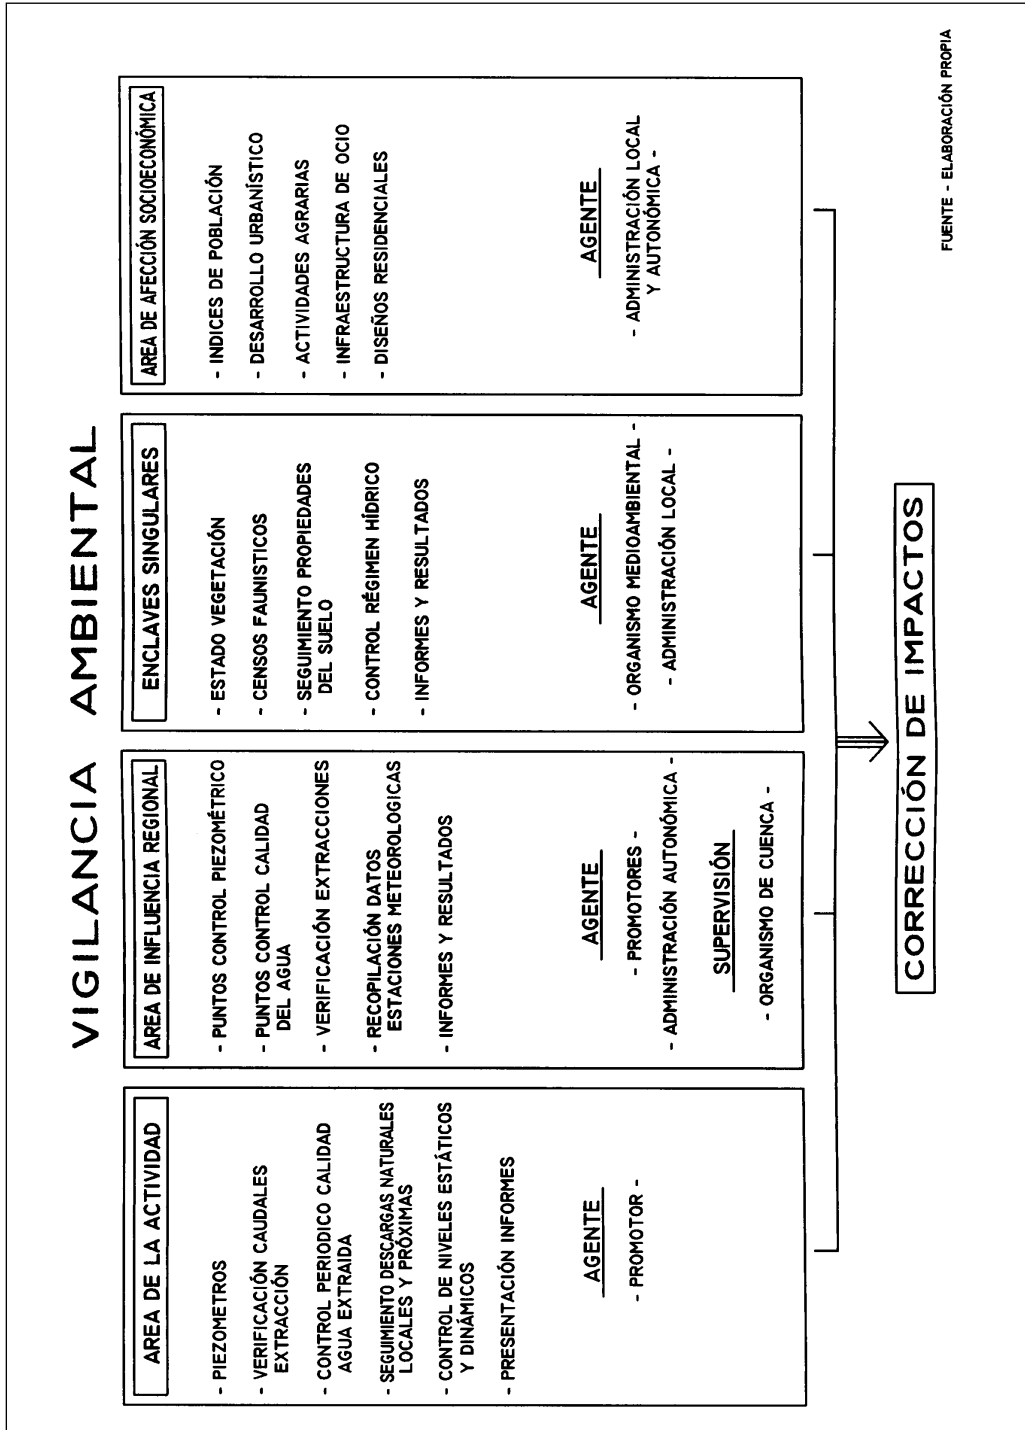 VIGILANCIA AMBIENTAL
AREA DE LA ACTIVIDAD
- PIEZOMETROS
- VERIFICACIÓN CAUDALES
EXTRACCIÓN
- CONTROL PERIODICO CALIDAD
AGUA EXTRAIDA
- SEGUIMIENTO DESCARGAS NATURALES
LOCALES Y PRÓXIMAS
- CONTROL DE NIVELES ESTÁTICOS
Y DINÁMICOS
- PRESENTACIÓN INFORMES
AGENTE
- PROMOTOR -
AREA DE INFLUENCIA REGIONAL
- PUNTOS CONTROL PIEZOMÉTRICO
- PUNTOS CONTROL CALIDAD
DEL AGUA
- VERIFICACIÓN EXTRACCIONES
- RECOPILACIÓN DATOS
ESTACIONES METEOROLOGICAS
- INFORMES Y RESULTADOS
AGENTE
- PROMOTORES -
- ADMINISTRACIÓN AUTONÓMICA -
SUPERVISIÓN
- ORGANISMO DE CUENCA -
ENCLAVES SINGULARES
- ESTADO VEGETACIÓN
- CENSOS FAUNISTICOS
- SEGUIMIENTO PROPIEDADES
DEL SUELO
- CONTROL RÉGIMEN HÍDRICO
- INFORMES Y RESULTADOS
AGENTE
- ORGANISMO MEDIOAMBIENTAL -
- ADMINISTRACIÓN LOCAL -
AREA DE AFECCIÓN SOCIOECONÓMICA
- INDICES DE POBLACIÓN
- DESARROLLO URBANÍSTICO
- ACTIVIDADES AGRARIAS
- INFRAESTRUCTURA DE OCIO
- DISEÑOS RESIDENCIALES
AGENTE
- ADMINISTRACIÓN LOCAL
Y AUTONÓMICA -
CORRECCIÓN DE IMPACTOS
FUENTE - ELABORACIÓN PROPIA